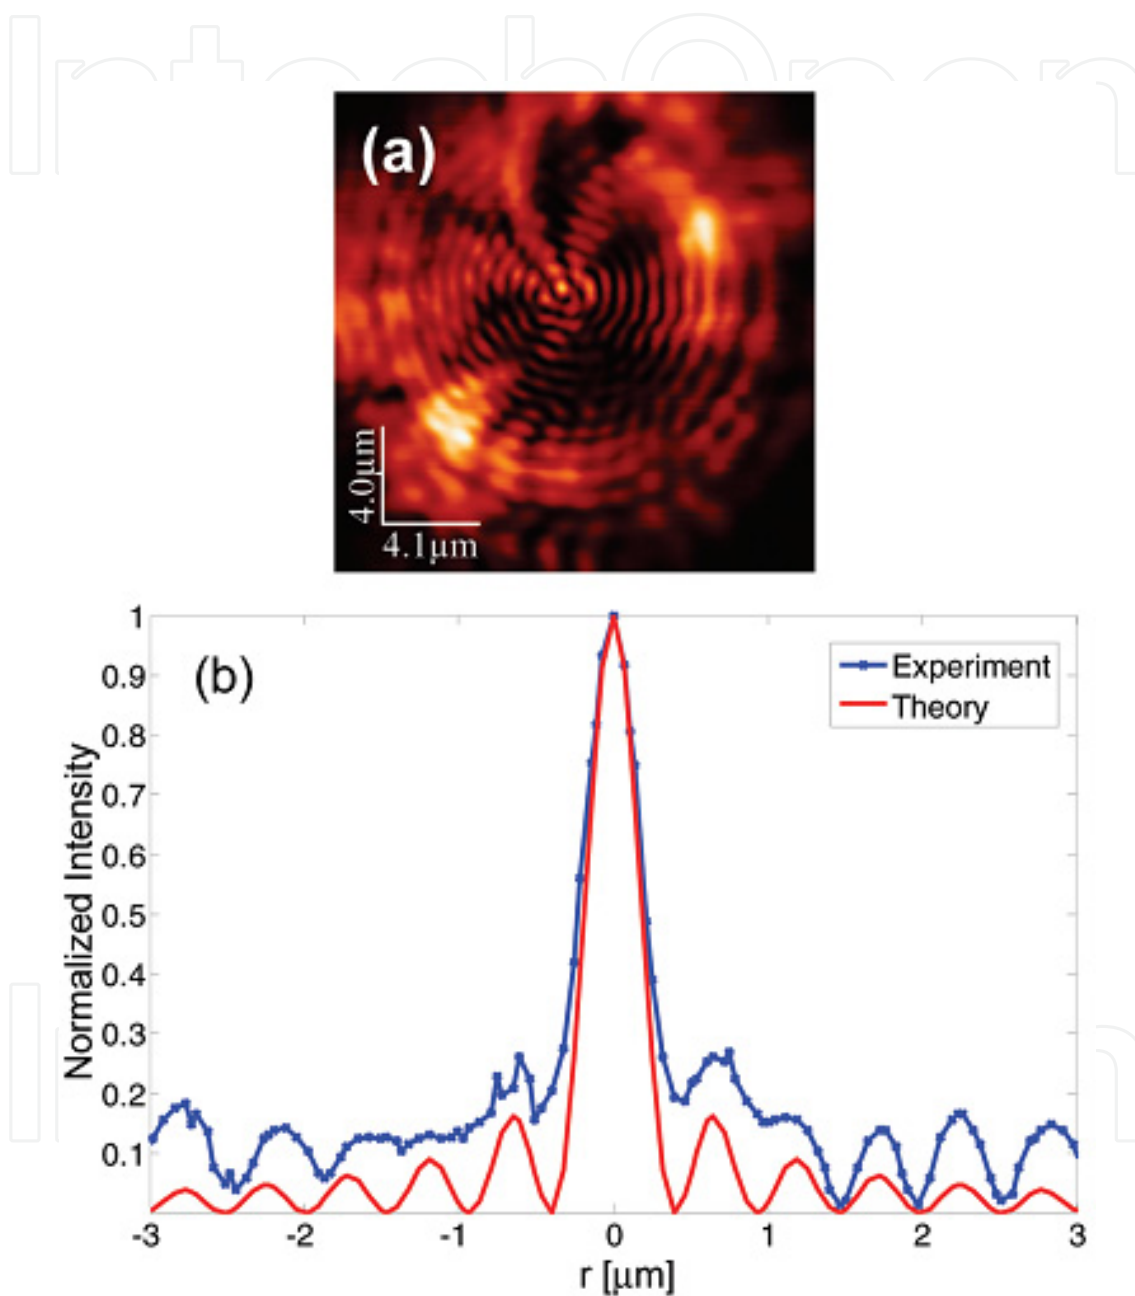 IntechOpen
(a)
4.0μm
4.1μm
(b)
Experiment
Theory
Normalized Intensity
1
0.9
0.8
0.7
0.6
0.5
0.4
0.3
0.2
0.1
-3 -2 -1 0 1 2 3
r [μm]